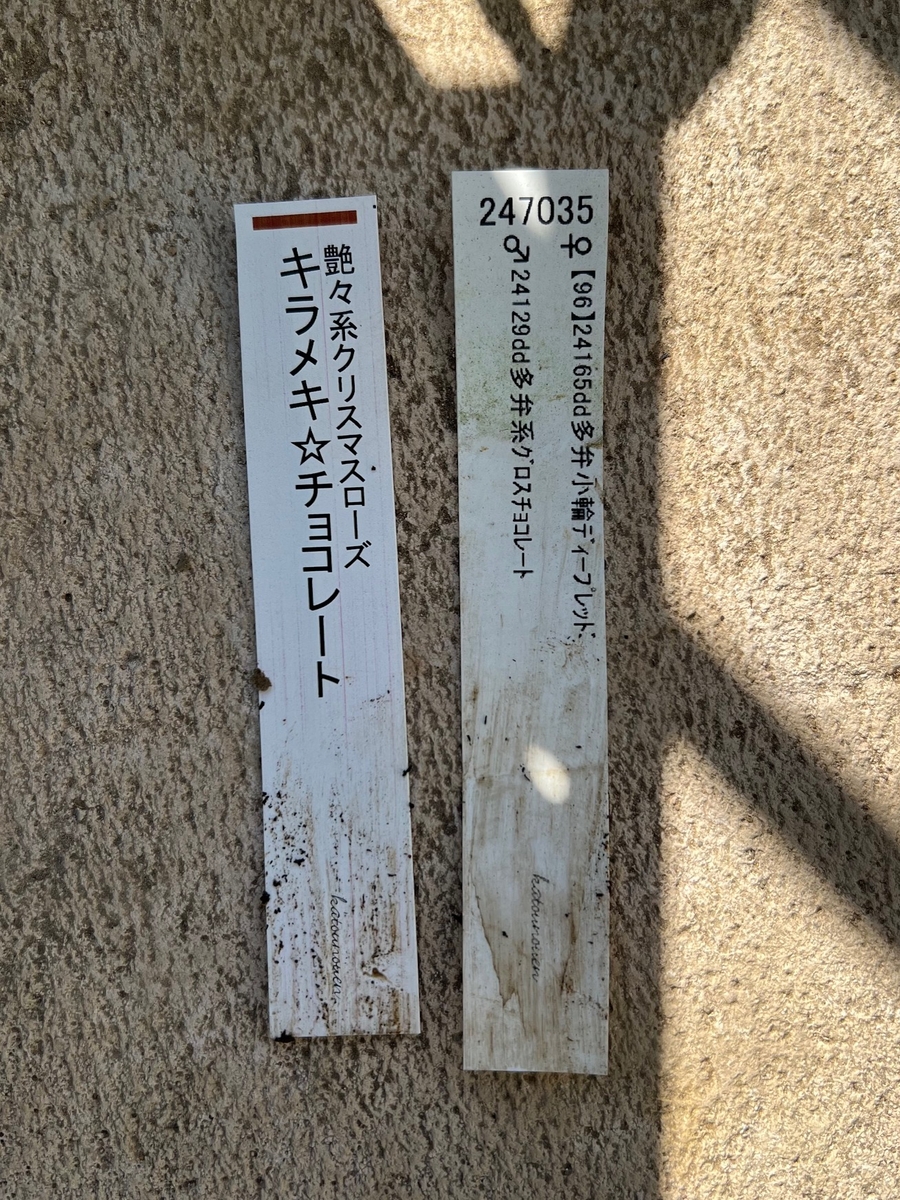 艶々系クリスマスローズ
キラメキ☆チョコレート
katounouen
247035
♀【96】24165dd多弁小輪ディープレッド
♂24129dd多弁系グロスチョコレート
katounouen